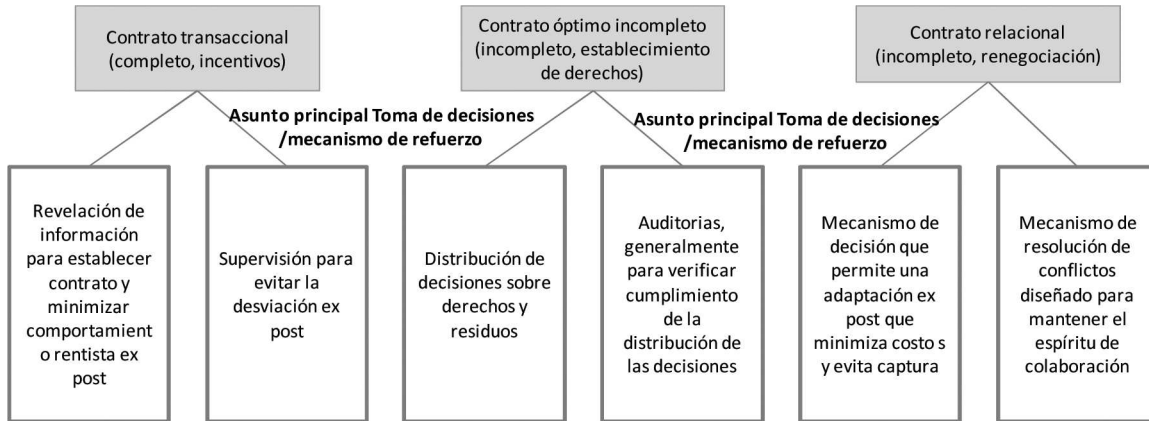 Contrato transaccional
(completo, incentivos)
Contrato óptimo incompleto
(incompleto, establecimiento
de derechos)
Contrato relacional
(incompleto, renegociación)
Asunto principal Toma de decisiones
/mecanismo de refuerzo
Asunto principal Toma de decisiones
/mecanismo de refuerzo
Revelación de
información
para establecer
contrato y
minimizar
comportamient
o rentista ex
post
Supervisión para
evitar la
desviación ex
post
Distribución de
decisiones sobre
derechos y
residuos
Auditorias,
generalmente
para verificar
cumplimiento
de la
distribución de
las decisiones
Mecanismo de
decisión que
permite una
adaptación ex
post que
minimiza costo s
y evita captura
Mecanismo de
resolución de
conflictos
diseñado para
mantener el
espíritu de
colaboración